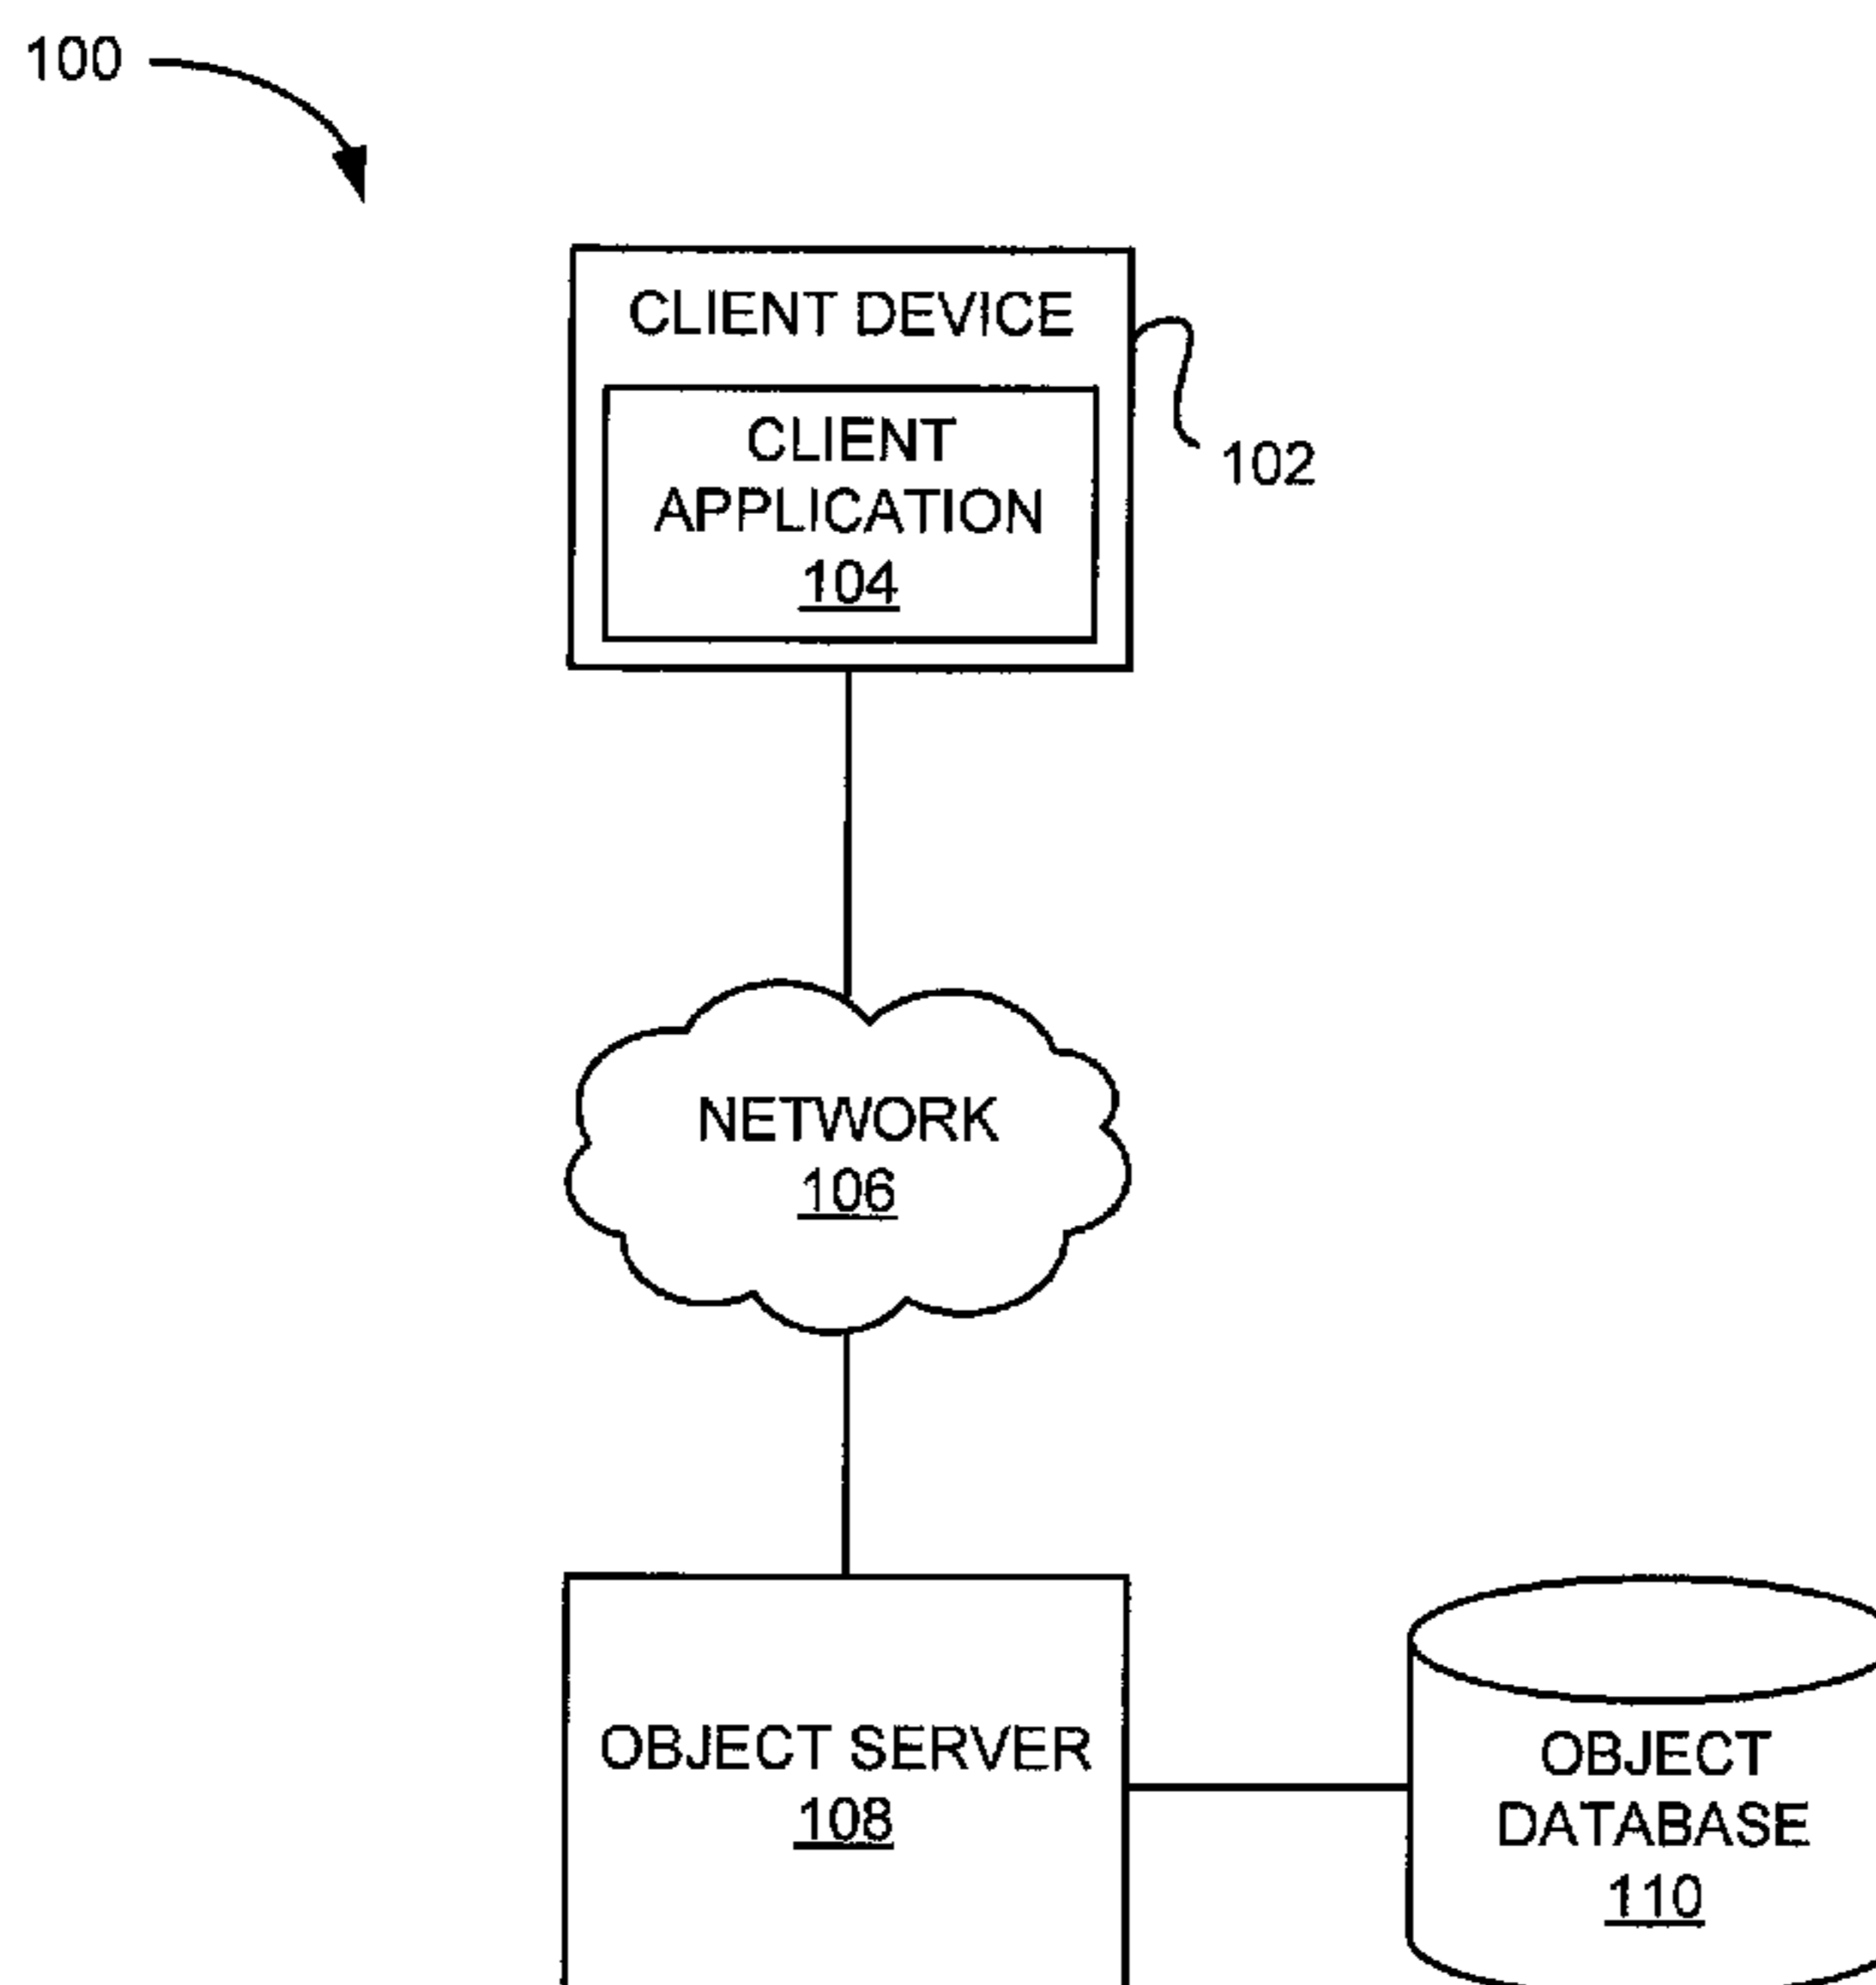 100
CLIENT DEVICE
CLIENT
APPLICATION
104
102
NETWORK
106
OBJECT SERVER
108
OBJECT
DATABASE
110